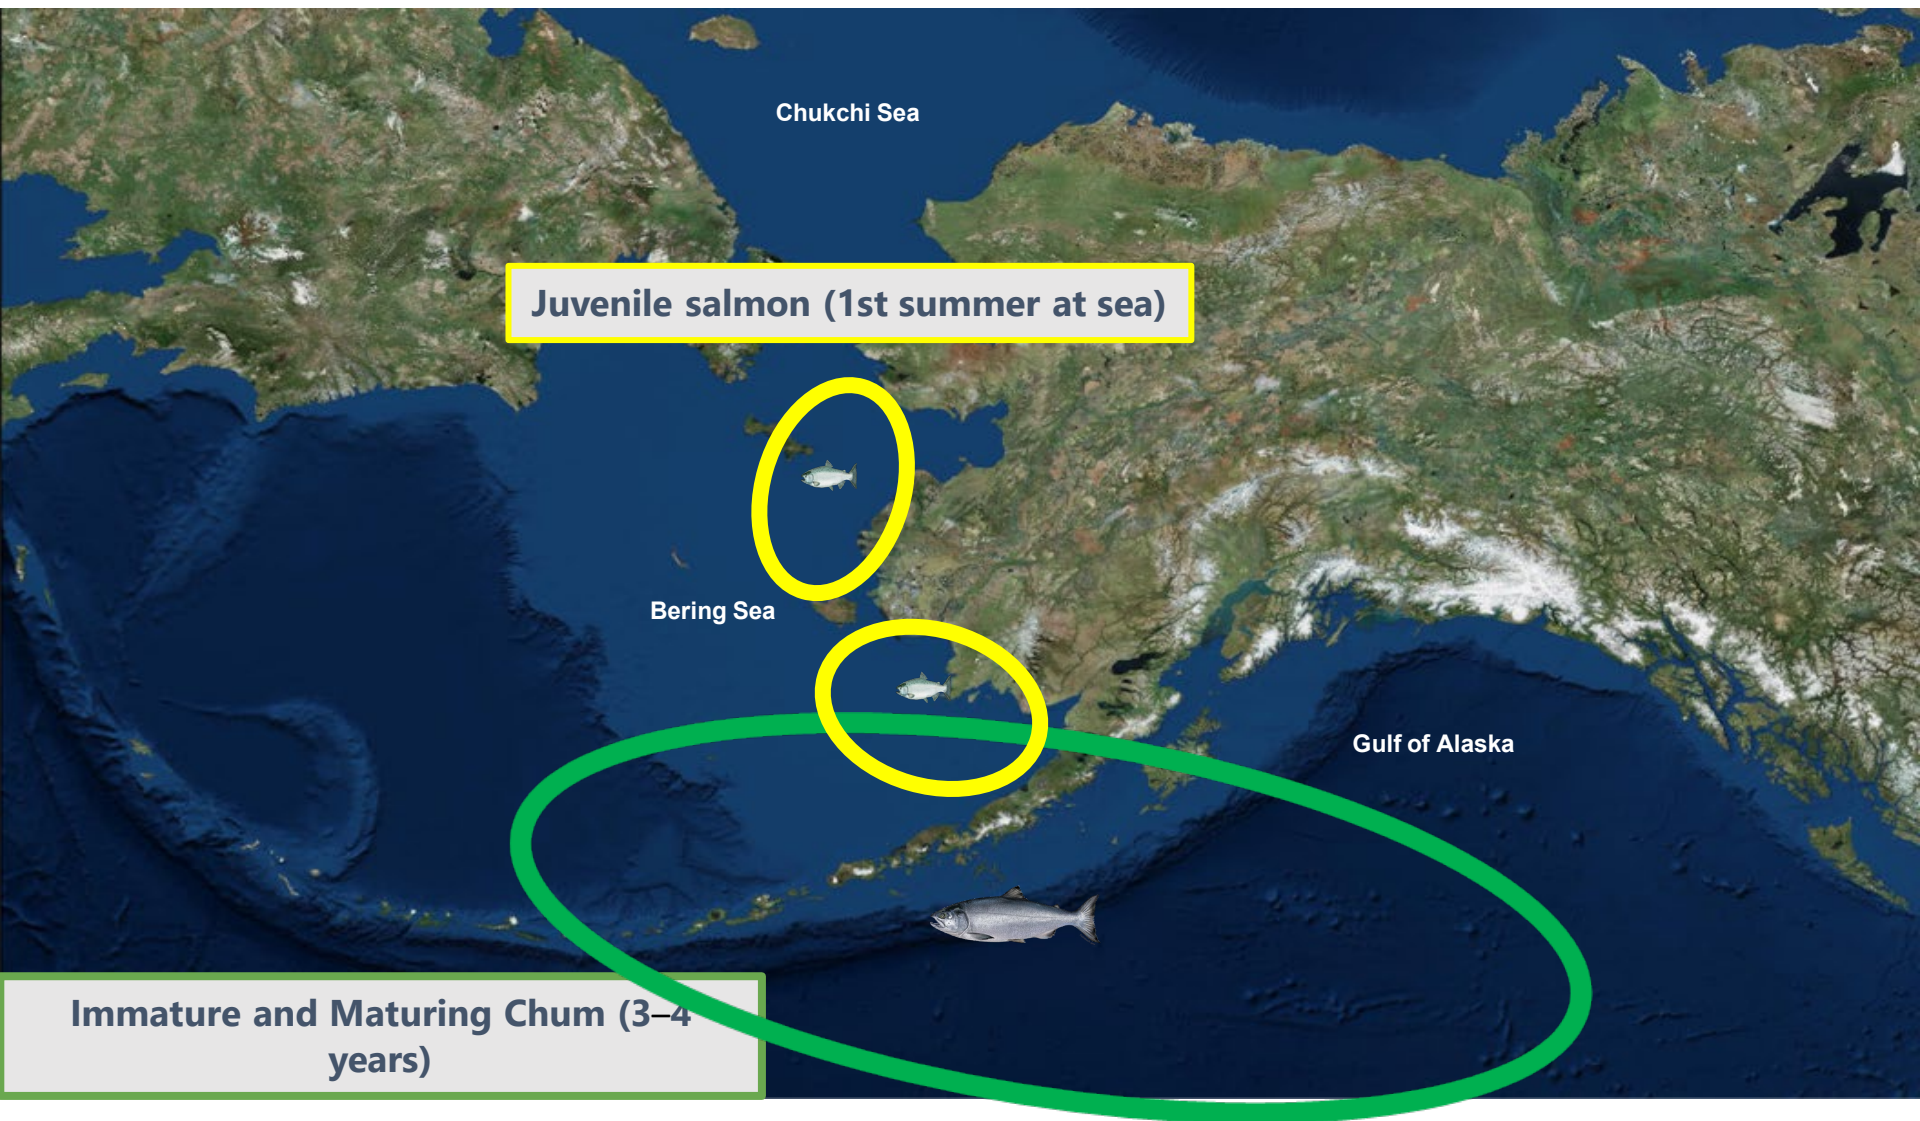 Chukchi Sea
Juvenile salmon (1st summer at sea)
Bering Sea
Gulf of Alaska
Immature and Maturing Chum (3–4
years)